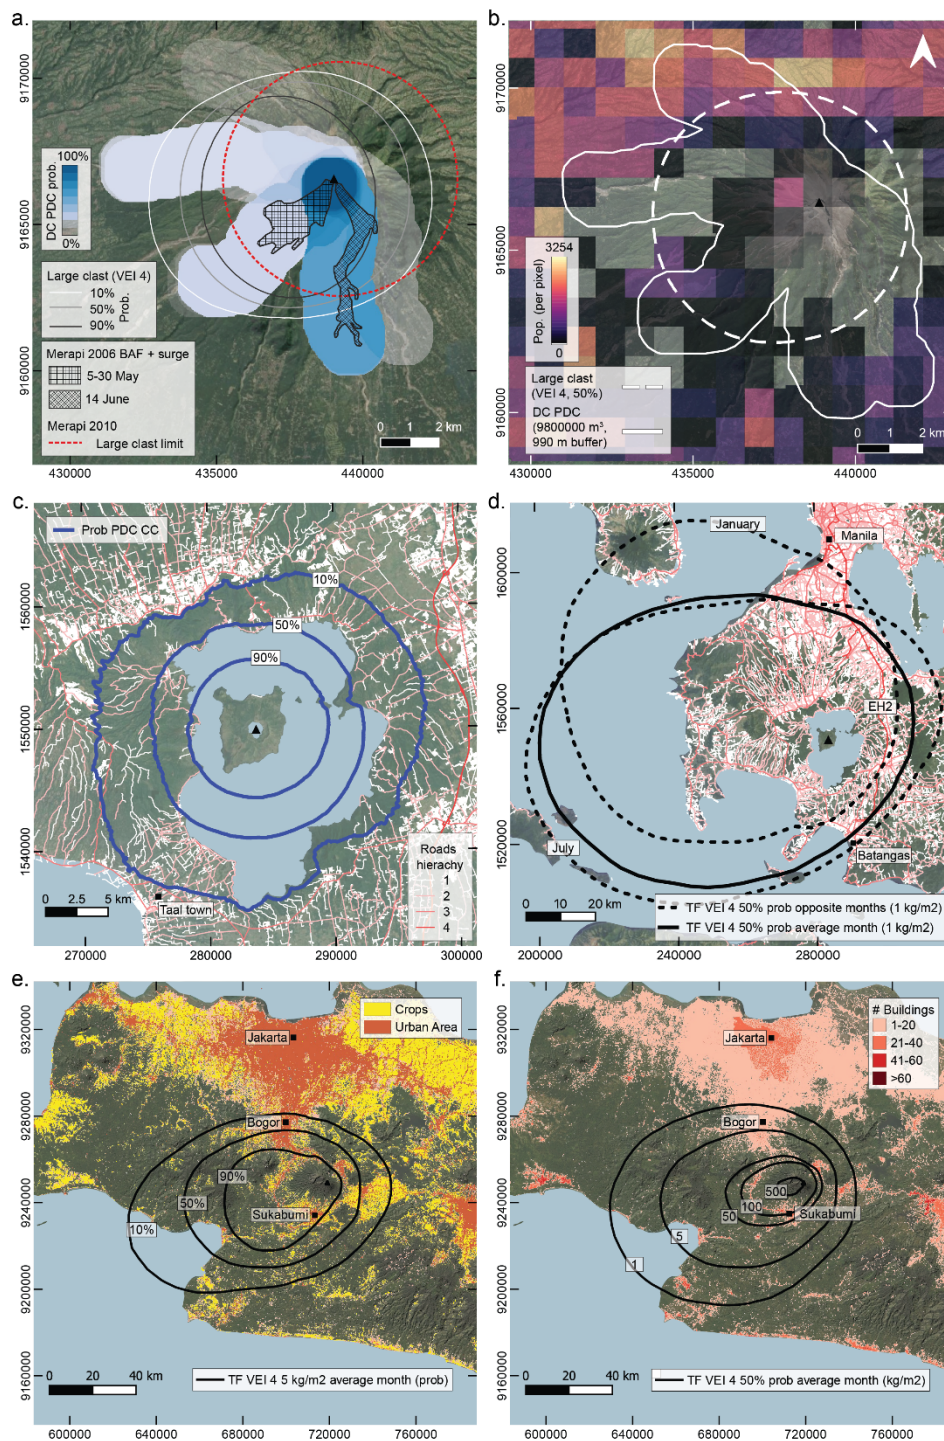 a.
9170000
9165000
9160000
100%
0%
DC PDC prob.
Large clast (VEI 4)
10%
50%
90%
Prob.
Merapi 2006 BAF + surge
5-30 May
14 June
Merapi 2010
Large clast limit
0 1 2 km
430000 435000 440000
b.
9170000
9165000
9160000
3254
0
Pop. (per pixel)
Large clast
(VEI 4, 50%)
DC PDC
(9800000 m³,
990 m buffer)
0 1 2 km
430000 435000 440000
c.
Prob PDC CC
10%
50%
90%
1560000
1550000
1540000
Roads
hierachy
1
2
3
4
0 2.5 5 km
Taal town
270000 280000 290000 300000
d.
January
Manila
EH2
July
Batangas
1600000
1560000
1520000
0 10 20 km
TF VEI 4 50% prob opposite months (1 kg/m2)
TF VEI 4 50% prob average month (1 kg/m2)
200000 240000 280000
e.
Crops
Urban Area
Jakarta
Bogor
90%
50%
10%
Sukabumi
9320000
9280000
9240000
9200000
9160000
0 20 40 km
TF VEI 4 5 kg/m2 average month (prob)
600000 640000 680000 720000 760000
f.
# Buildings
1-20
21-40
41-60
>60
Jakarta
Bogor
500
100
50
Sukabumi
5
1
9320000
9280000
9240000
9200000
9160000
0 20 40 km
TF VEI 4 50% prob average month (kg/m2)
600000 640000 680000 720000 760000